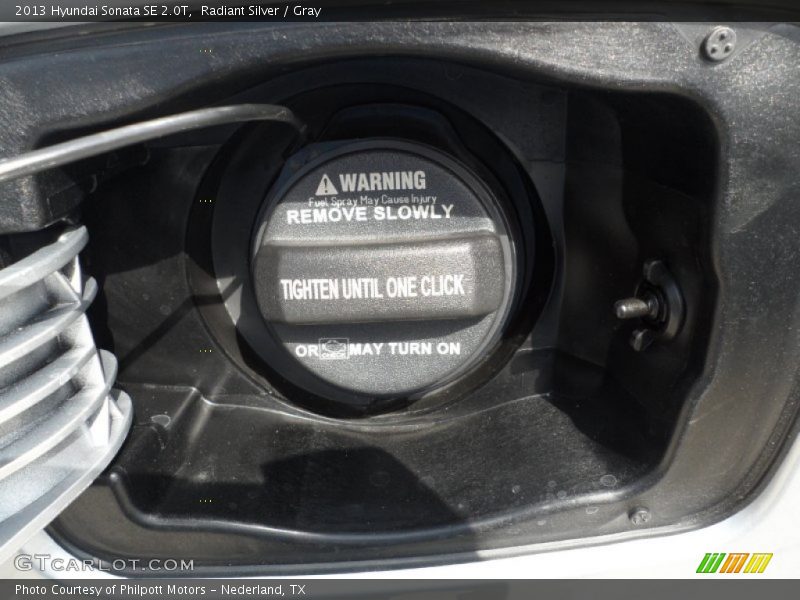 2013 Hyundai Sonata SE 2.0T, Radiant Silver / Gray
WARNING
Fuel Spray May Cause Injury
REMOVE SLOWLY
TIGHTEN UNTIL ONE CLICK
OR MAY TURN ON
GTCARLOT.COM
Photo Courtesy of Philpott Motors - Nederland, TX